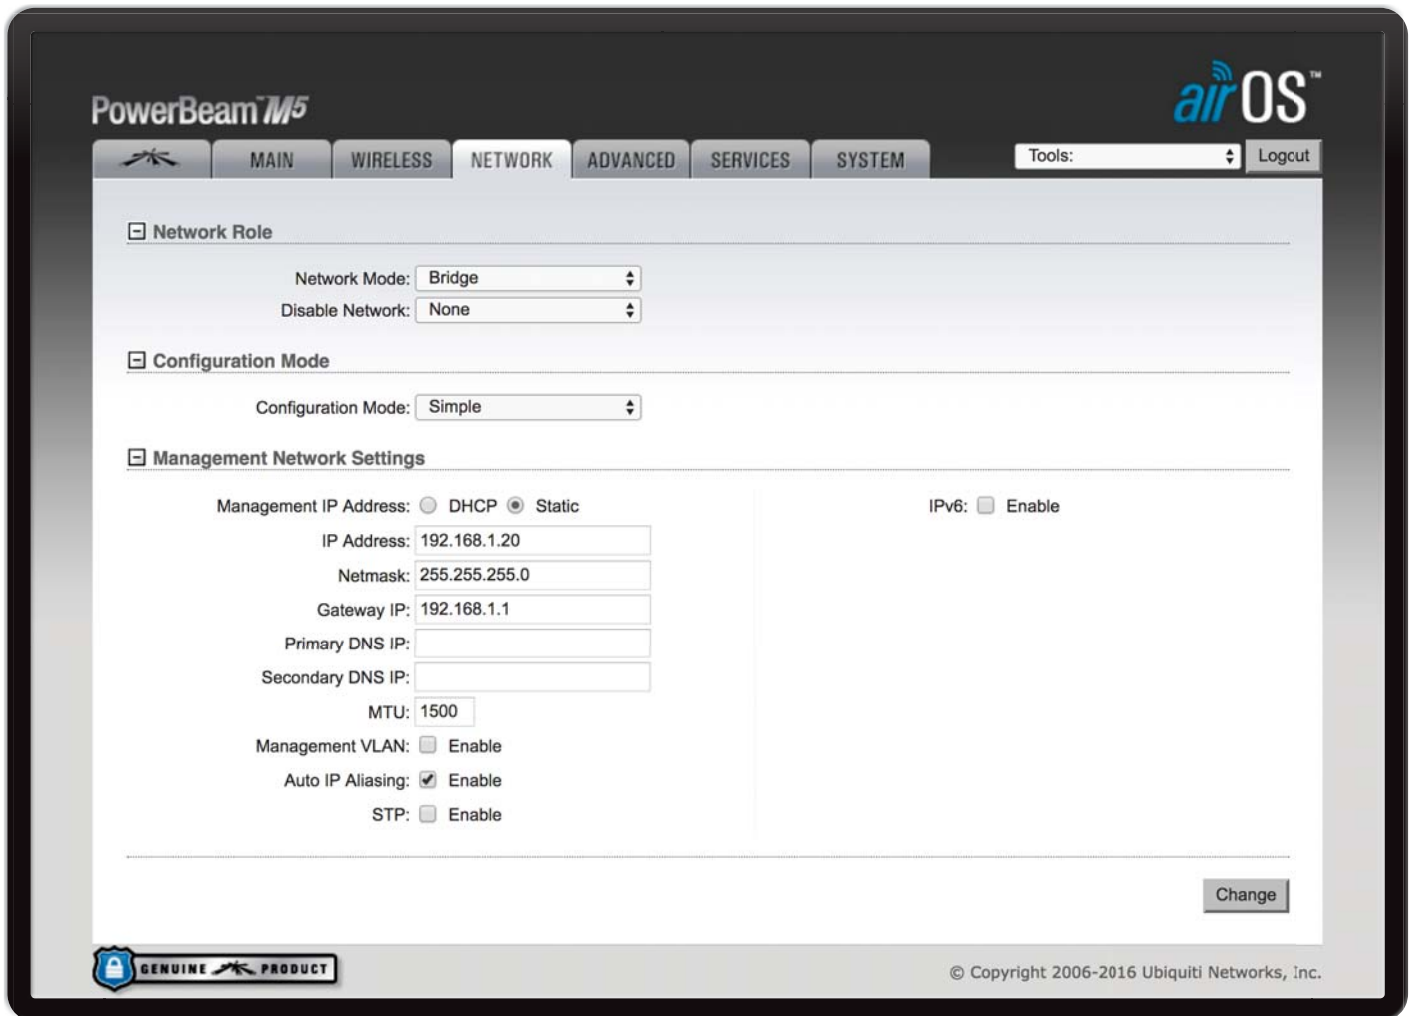 PowerBeam™ M5
airOS™
MAIN WIRELESS NETWORK ADVANCED SERVICES SYSTEM Tools: Logout
Network Role
Network Mode: Bridge
Disable Network: None
Configuration Mode
Configuration Mode: Simple
Management Network Settings
Management IP Address: DHCP Static IPv6: Enable
IP Address: 192.168.1.20
Netmask: 255.255.255.0
Gateway IP: 192.168.1.1
Primary DNS IP:
Secondary DNS IP:
MTU: 1500
Management VLAN: Enable
Auto IP Aliasing: Enable
STP: Enable
Change
GENUINE PRODUCT © Copyright 2006-2016 Ubiquiti Networks, Inc.